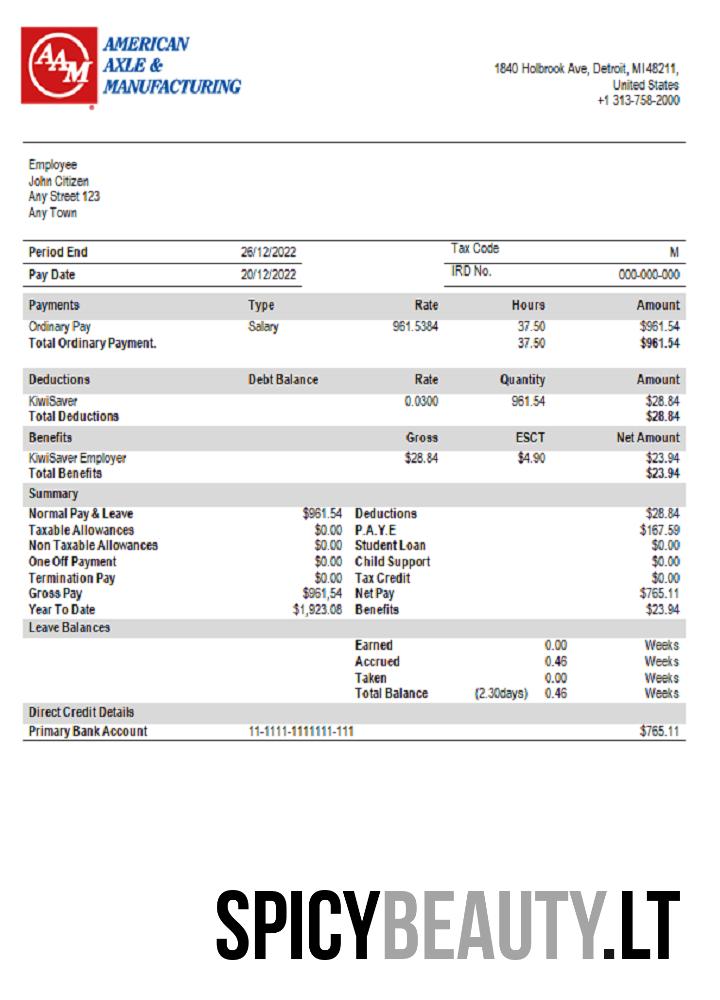 AAM
AMERICAN
AXLE &
MANUFACTURING
1840 Holbrook Ave, Detroit, MI 48211,
United States
+1 313-758-2000
Employee
John Citizen
Any Street 123
Any Town
Period End 26/12/2022 Tax Code M
Pay Date 20/12/2022 IRD No. 000-000-000
Payments Type Rate Hours Amount
Ordinary Pay Salary 961.5384 37.50 $961.54
Total Ordinary Payment. 37.50 $961.54
Deductions Debt Balance Rate Quantity Amount
KiwiSaver 0.0300 961.54 $28.84
Total Deductions $28.84
Benefits Gross ESCT Net Amount
KiwiSaver Employer $28.84 $4.90 $23.94
Total Benefits $23.94
Summary
Normal Pay & Leave $961.54 Deductions $28.84
Taxable Allowances $0.00 P.A.Y.E $167.59
Non Taxable Allowances $0.00 Student Loan $0.00
One Off Payment $0.00 Child Support $0.00
Termination Pay $0.00 Tax Credit $0.00
Gross Pay $961,54 Net Pay $765.11
Year To Date $1,923.08 Benefits $23.94
Leave Balances
Earned 0.00 Weeks
Accrued 0.46 Weeks
Taken 0.00 Weeks
Total Balance (2.30days) 0.46 Weeks
Direct Credit Details
Primary Bank Account 11-1111-1111111-111 $765.11
SPICYBEAUTY.LT